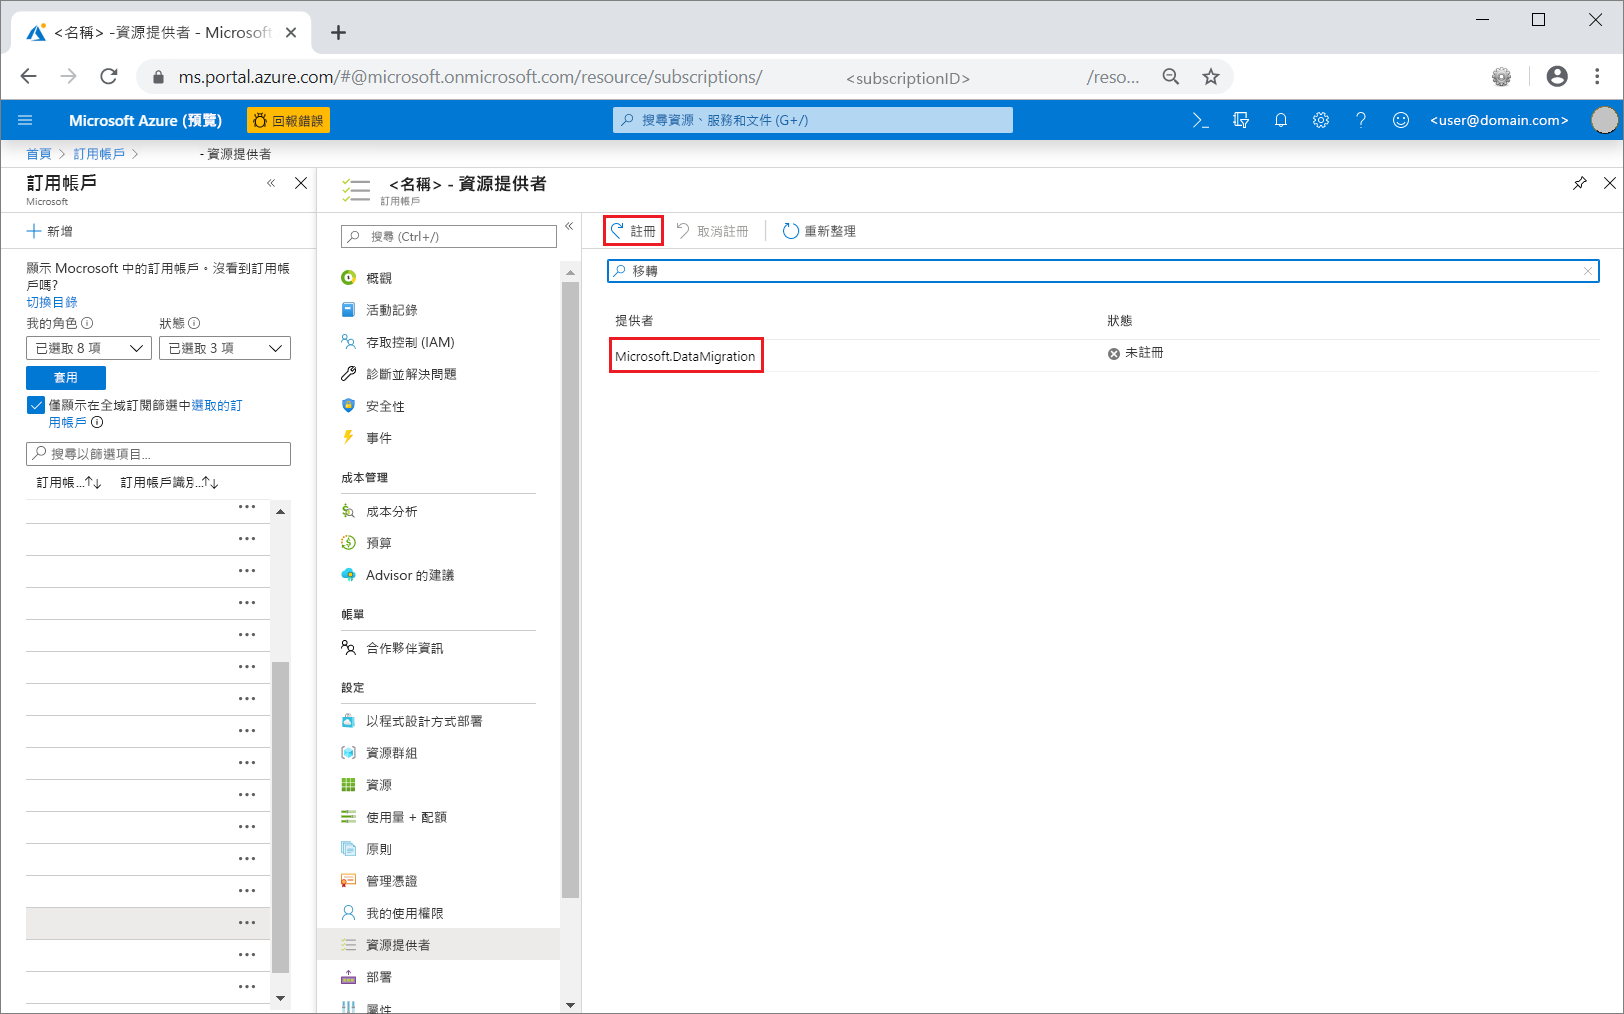 <名稱> -資源提供者 - Microsoft
ms.portal.azure.com/#@microsoft.onmicrosoft.com/resource/subscriptions/ <subscriptionID> /reso...
Microsoft Azure (預覽)
回報錯誤
搜尋資源、服務和文件 (G+/)
<user@domain.com>
首頁 > 訂用帳戶 > - 資源提供者
訂用帳戶
Microsoft
新增
顯示 Mocrosoft 中的訂用帳戶。沒看到訂用帳
戶嗎?
切換目錄
我的角色 狀態
已選取 8 項 已選取 3 項
套用
僅顯示在全域訂閱篩選中選取的訂
用帳戶
搜尋以篩選項目...
訂用帳...↑↓ 訂用帳戶識別...↑↓
<名稱> - 資源提供者
訂用帳戶
搜尋 (Ctrl+/)
概觀
活動記錄
存取控制 (IAM)
診斷並解決問題
安全性
事件
成本管理
成本分析
預算
Advisor 的建議
帳單
合作夥伴資訊
設定
以程式設計方式部署
資源群組
資源
使用量 + 配額
原則
管理憑證
我的使用權限
資源提供者
部署
屬性
註冊 取消註冊 重新整理
移轉
提供者 狀態
Microsoft.DataMigration 未註冊